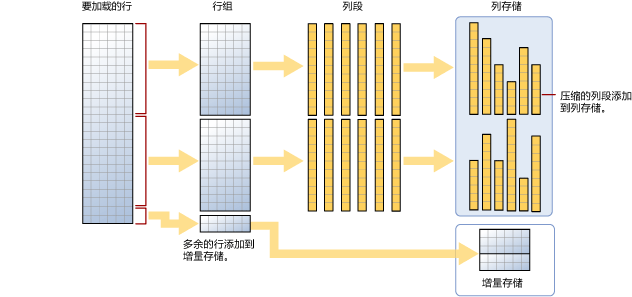 要加载的行
行组
列段
列存储
压缩的列段添加
到列存储。
多余的行添加到
增量存储。
增量存储